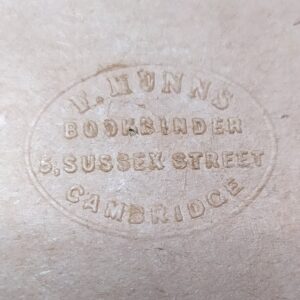 T. MUNNS
BOOKBINDER
5, SUSSEX STREET
CAMBRIDGE